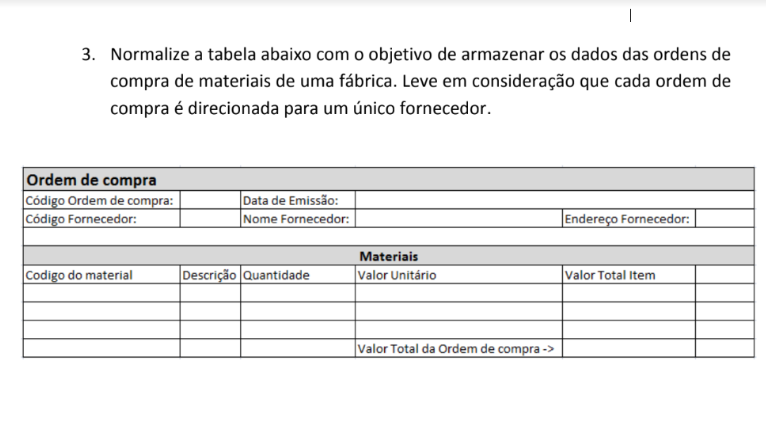 3. Normalize a tabela abaixo com o objetivo de armazenar os dados das ordens de
compra de materiais de uma fábrica. Leve em consideração que cada ordem de
compra é direcionada para um único fornecedor.
Ordem de compra
Código Ordem de compra: Data de Emissão:
Código Fornecedor: Nome Fornecedor: Endereço Fornecedor:
Materiais
Codigo do material Descrição Quantidade Valor Unitário Valor Total Item
Valor Total da Ordem de compra ->